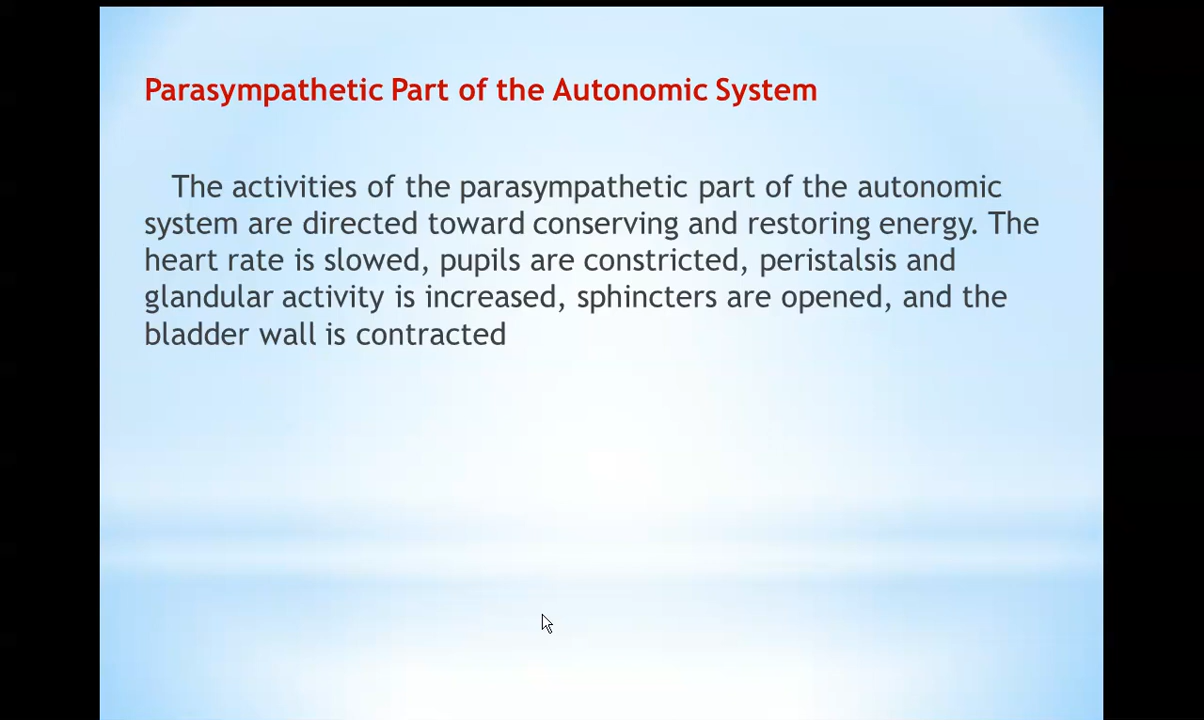 Parasympathetic Part of the Autonomic System
The activities of the parasympathetic part of the autonomic
system are directed toward conserving and restoring energy. The
heart rate is slowed, pupils are constricted, peristalsis and
glandular activity is increased, sphincters are opened, and the
bladder wall is contracted